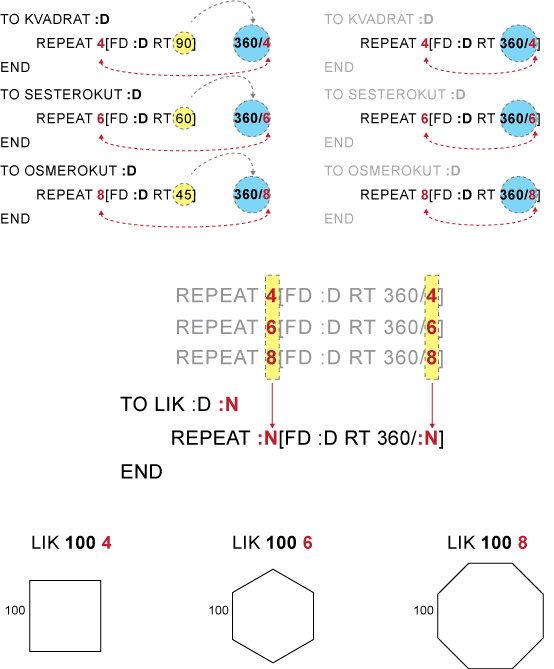 TO KVADRAT :D
REPEAT 4[FD :D RT 90] 360/4
END
TO SESTEROKUT :D
REPEAT 6[FD :D RT 60] 360/6
END
TO OSMEROKUT :D
REPEAT 8[FD :D RT 45] 360/8
END
TO KVADRAT :D
REPEAT 4[FD :D RT 360/4]
END
TO SESTEROKUT :D
REPEAT 6[FD :D RT 360/6]
END
TO OSMEROKUT :D
REPEAT 8[FD :D RT 360/8]
END
REPEAT 4[FD :D RT 360/4]
REPEAT 6[FD :D RT 360/6]
REPEAT 8[FD :D RT 360/8]
TO LIK :D :N
REPEAT :N[FD :D RT 360/:N]
END
LIK 100 4
100
LIK 100 6
100
LIK 100 8
100